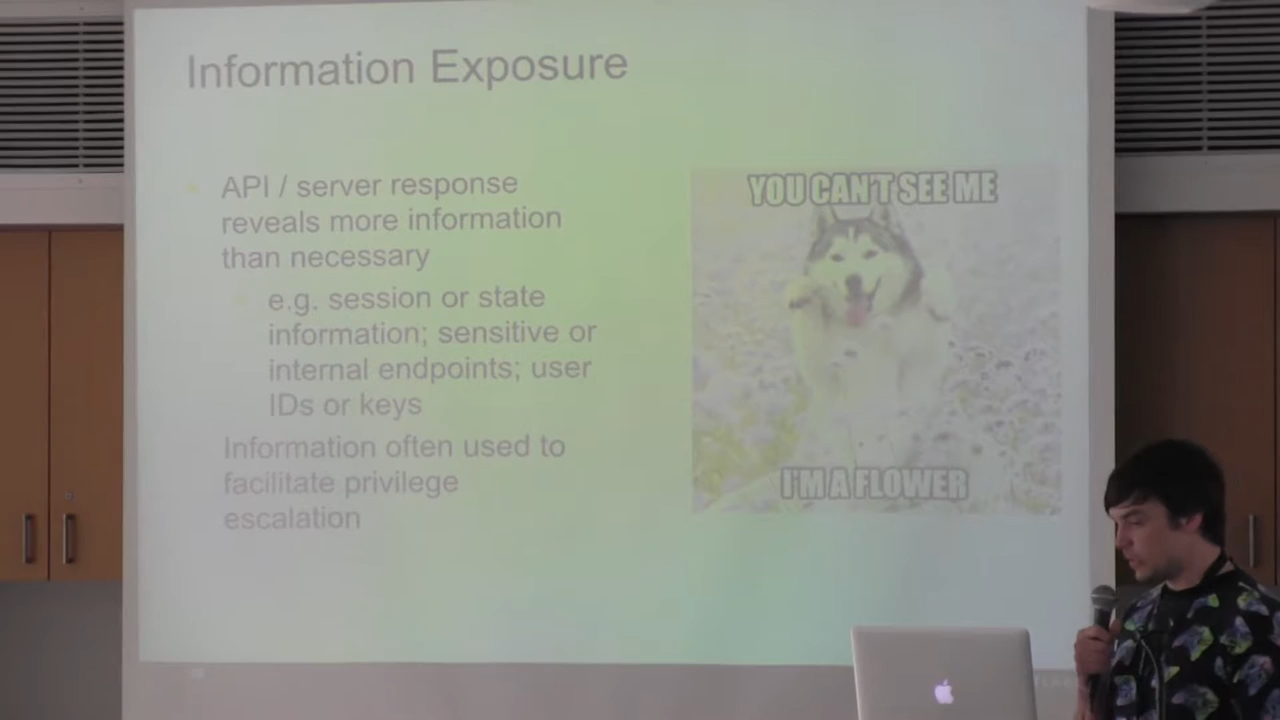 Information Exposure
API / server response
reveals more information
than necessary
e.g. session or state
information; sensitive or
internal endpoints; user
IDs or keys
Information often used to
facilitate privilege
escalation
YOU CAN'T SEE ME
I'M A FLOWER